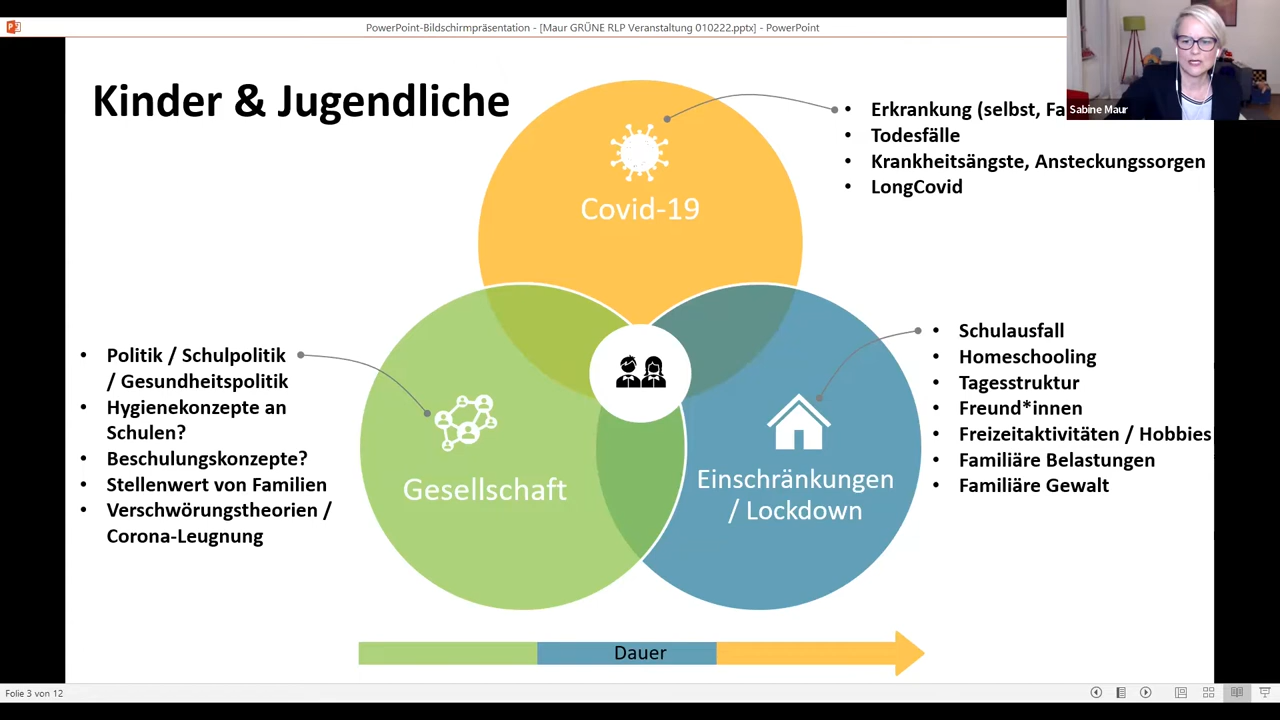 PowerPoint-Bildschirmpräsentation - [Maur GRÜNE RLP Veranstaltung 010222.pptx] - PowerPoint
Sabine Maur
Kinder & Jugendliche
Covid-19
• Erkrankung (selbst,
• Todesfälle
• Krankheitsängste, Ansteckungssorgen
• LongCovid
• Politik / Schulpolitik
/ Gesundheitspolitik
• Hygienekonzepte an
Schulen?
• Beschulungskonzepte?
• Stellenwert von Familien
• Verschwörungstheorien /
Corona-Leugnung
Gesellschaft
Einschränkungen
/ Lockdown
• Schulausfall
• Homeschooling
• Tagesstruktur
• Freund*innen
• Freizeitaktivitäten / Hobbies
• Familiäre Belastungen
• Familiäre Gewalt
Dauer
Folie 3 von 12